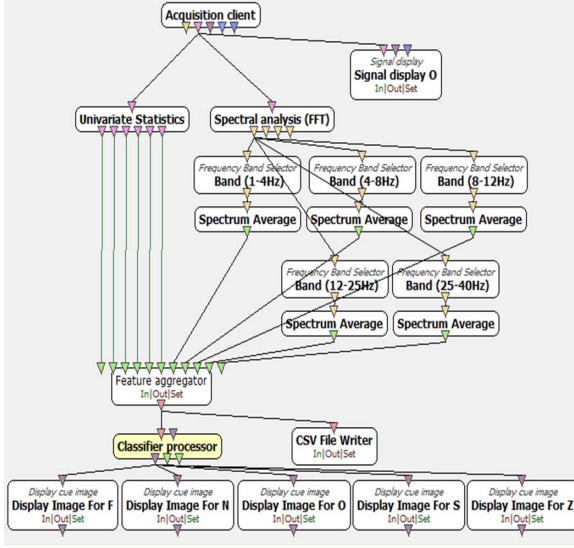 Acquisition client
Signal display
Signal display 0
In|Out|Set
Univariate Statistics
Spectral analysis (FFT)
Frequency Band Selector
Band (1-4Hz)
Frequency Band Selector
Band (4-8Hz)
Frequency Band Selector
Band (8-12Hz)
Spectrum Average
Spectrum Average
Spectrum Average
Frequency Band Selector
Band (12-25Hz)
Frequency Band Selector
Band (25-40Hz)
Spectrum Average
Spectrum Average
Feature aggregator
In|Out|Set
Classifier processor
CSV File Writer
In|Out|Set
Display cue image
Display Image For F
In|Out|Set
Display cue image
Display Image For N
In|Out|Set
Display cue image
Display Image For O
In|Out|Set
Display cue image
Display Image For S
In|Out|Set
Display cue image
Display Image For Z
In|Out|Set